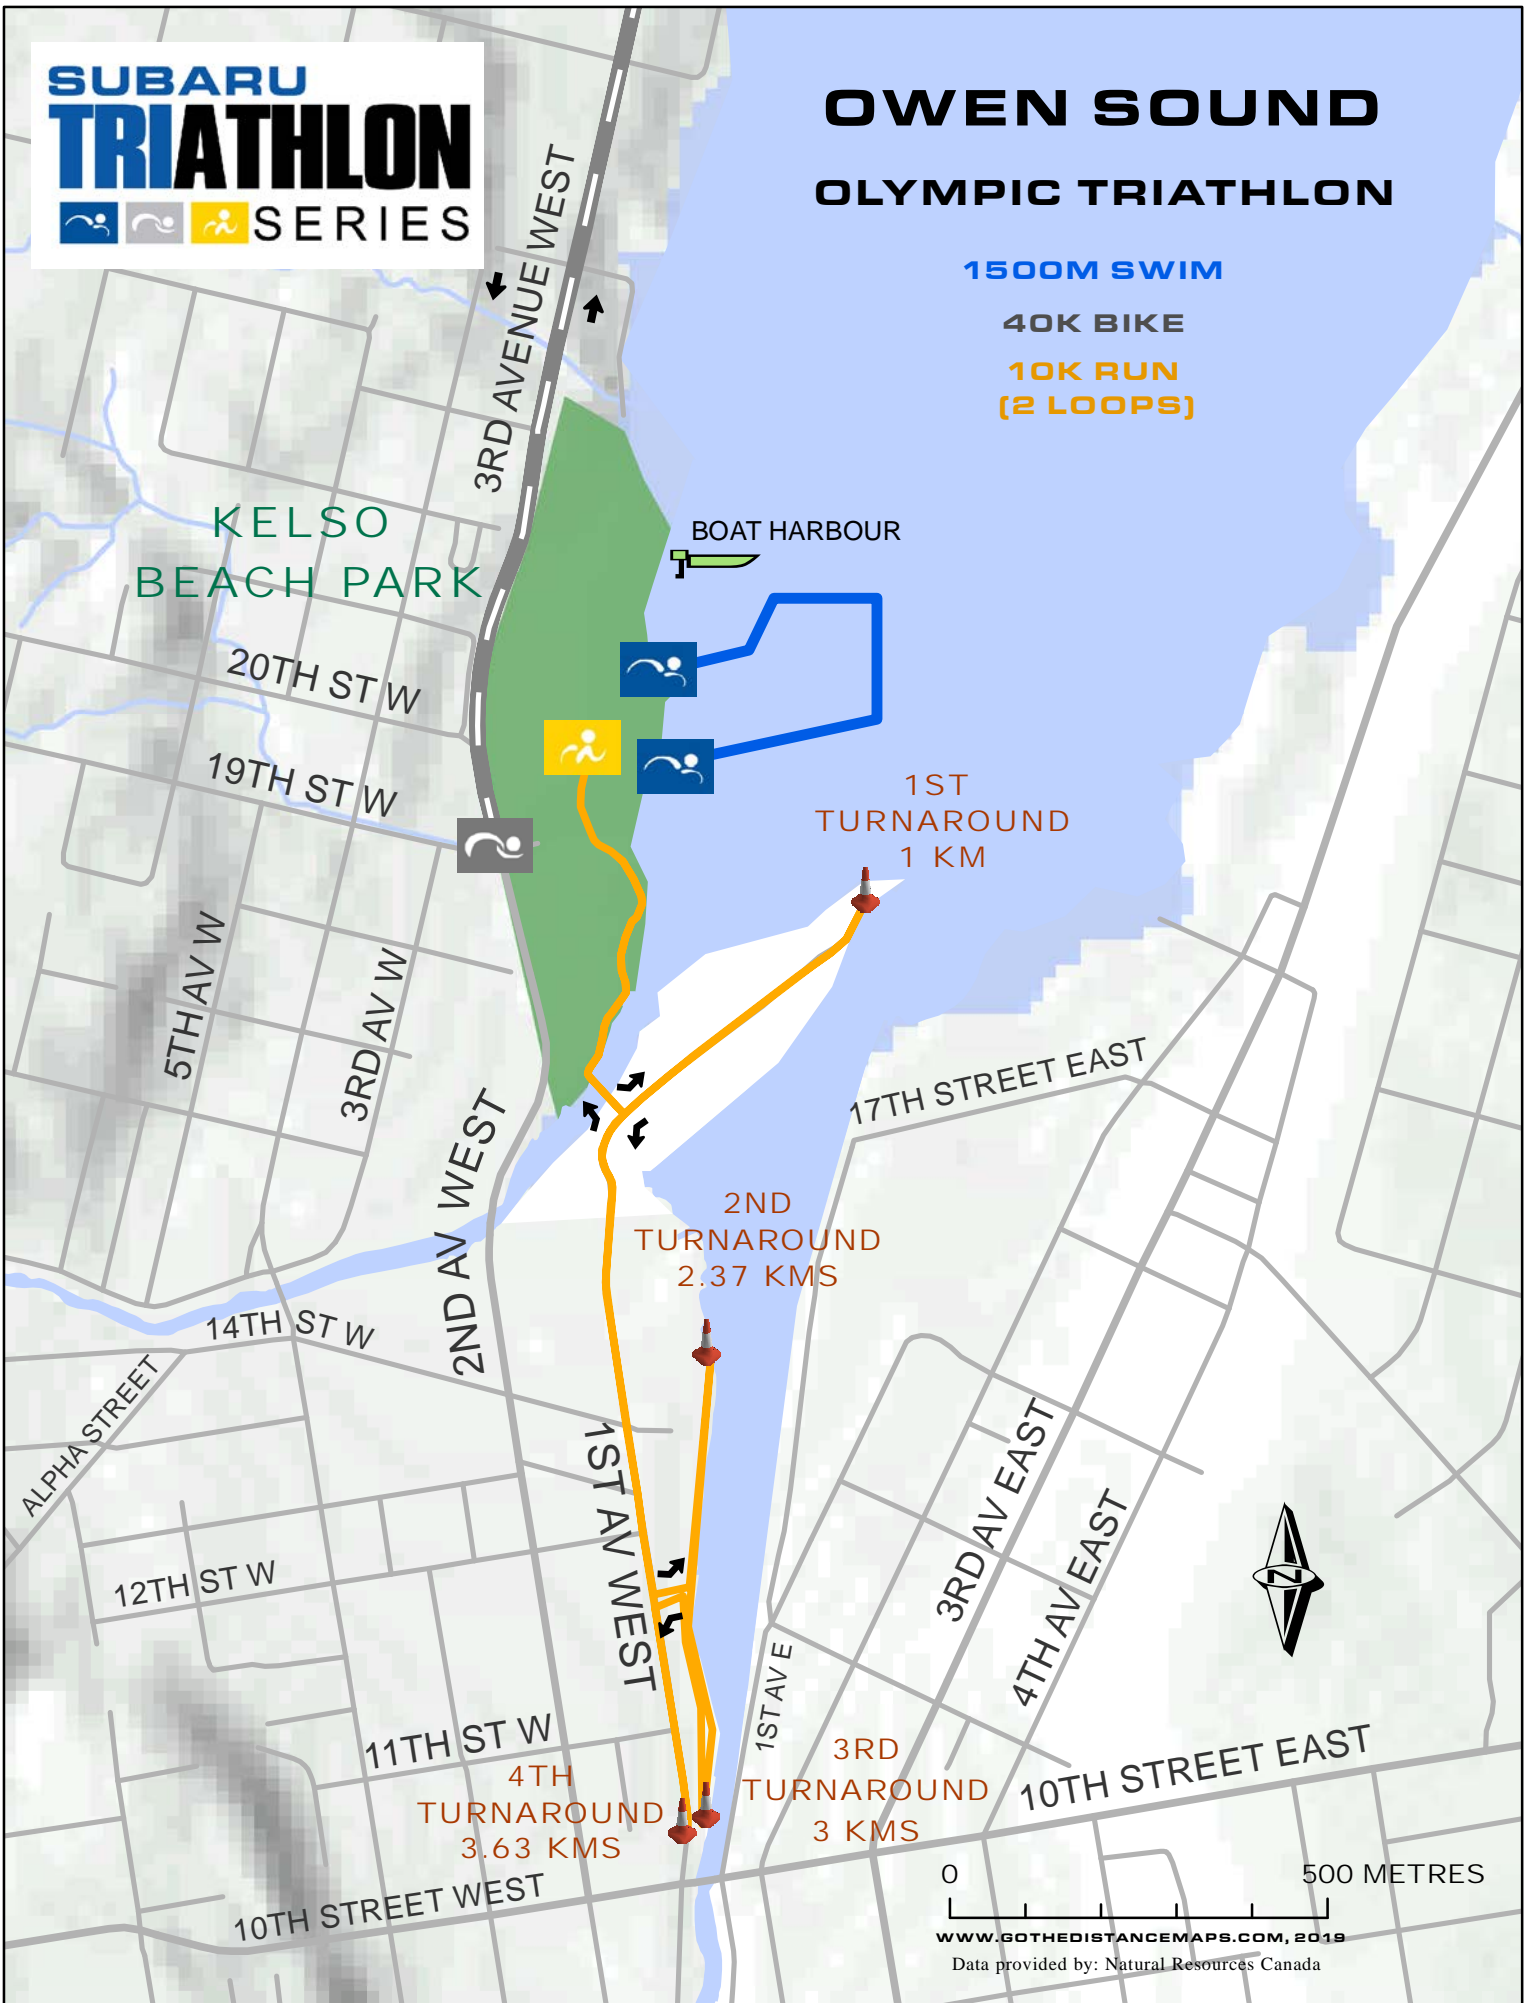 SUBARU
TRIATHLON
SERIES
OWEN SOUND
OLYMPIC TRIATHLON
1500M SWIM
40K BIKE
10K RUN
(2 LOOPS)
3RD AVENUE WEST
KELSO
BEACH PARK
BOAT HARBOUR
20TH ST W
19TH ST W
1ST
TURNAROUND
1 KM
5TH AV W
3RD AV W
2ND AV WEST
17TH STREET EAST
2ND
TURNAROUND
2.37 KMS
14TH ST W
ALPHA STREET
1ST AV WEST
3RD AV EAST
4TH AV EAST
N
12TH ST W
1ST AV E
11TH ST W
4TH
TURNAROUND
3.63 KMS
3RD
TURNAROUND
3 KMS
10TH STREET EAST
10TH STREET WEST
0 500 METRES
WWW.GOTHEDISTANCEMAPS.COM, 2019
Data provided by: Natural Resources Canada